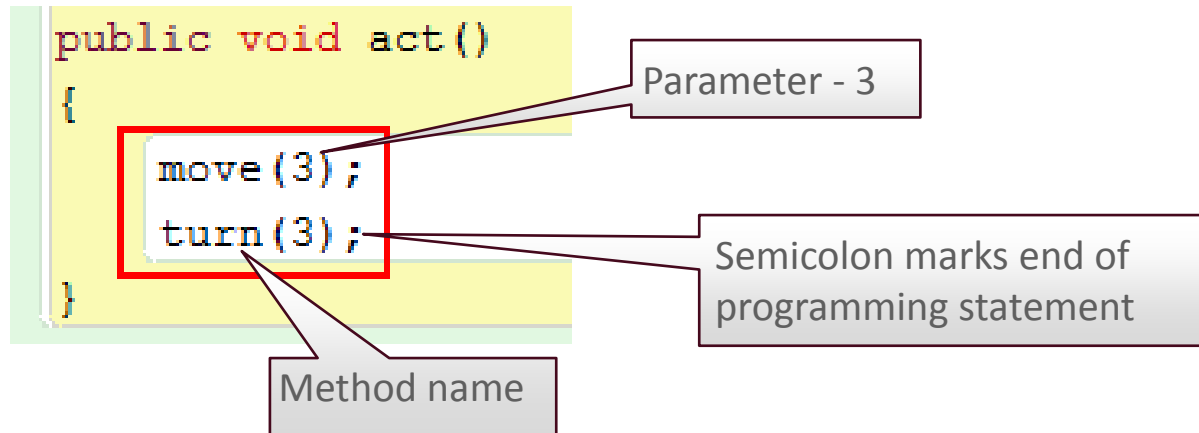 public void act()
{
Parameter - 3
move(3);
turn(3);
Semicolon marks end of
programming statement
}
Method name